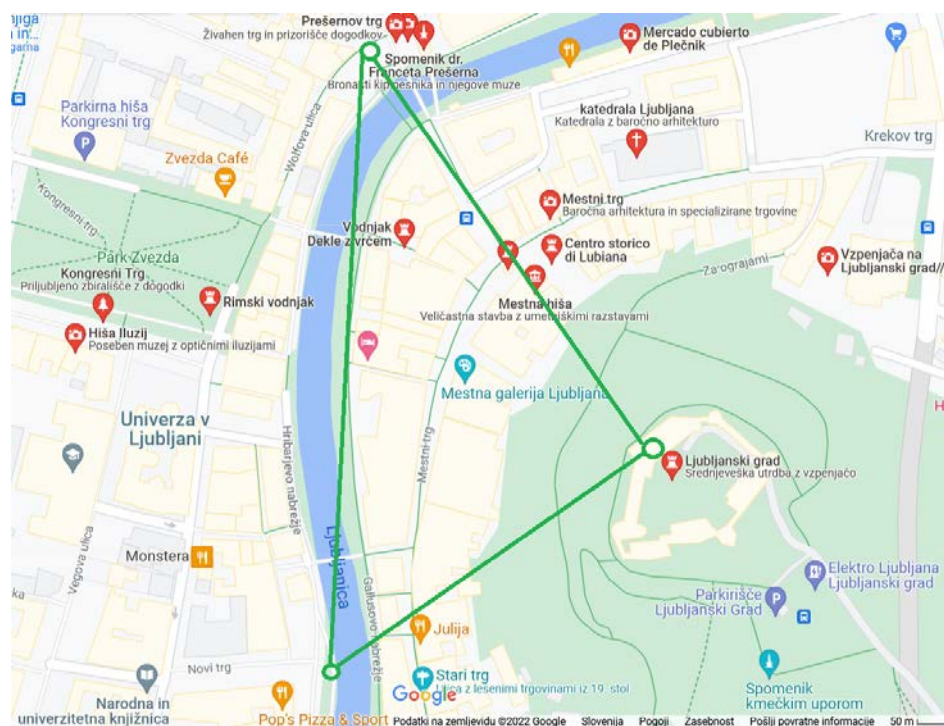 Prešernov trg
Živahen trg in prizorišče dogodkov
Spomenik dr.
Franceta Prešerna
Bronasti kip pesnika in njegove muze
Mercado cubierto
de Plečnik
Parkirna hiša
Kongresni trg
Wolfova ulica
katedrala Ljubljana
Katedrala z baročno arhitekturo
Krekov trg
Zvezda Café
Kongresni trg
Mestni trg
Baročna arhitektura in specializirane trgovine
Vodnjak
Dekle z vrčem
Centro storico
di Lubiana
Za ograjami
Vzpenjača na
Ljubljanski grad//
Park Zvezda
Kongresni Trg
Priljubljeno zbirališče z dogodki
Rimski vodnjak
Mestna hiša
Veličastna stavba z umetniškimi razstavami
Hiša Iluzij
Poseben muzej z optičnimi iluzijami
Mestna galerija Ljubljana
H
Univerza v
Ljubljani
Hribarjevo nabrežje
Mestni trg
Ljubljanski grad
Srednjeveška utrdba z vzpenjačo
Vegova ulica
Monstera
Ljubljanica
Gallusovo nabrežje
Elektro Ljubljana
Ljubljanski grad
Parkirišče
Ljubljanski Grad
Julija
Novi trg
Stari trg
Ulica z lesenimi trgovinami iz 19. stol
Spomenik
kmečkim uporom
Narodna in
univerzitetna knjižnica
Pop's Pizza & Sport
Google
Podatki na zemljevidu ©2022 Google Slovenija Pogoji Zasebnost Pošlji povratne informacije 50 m